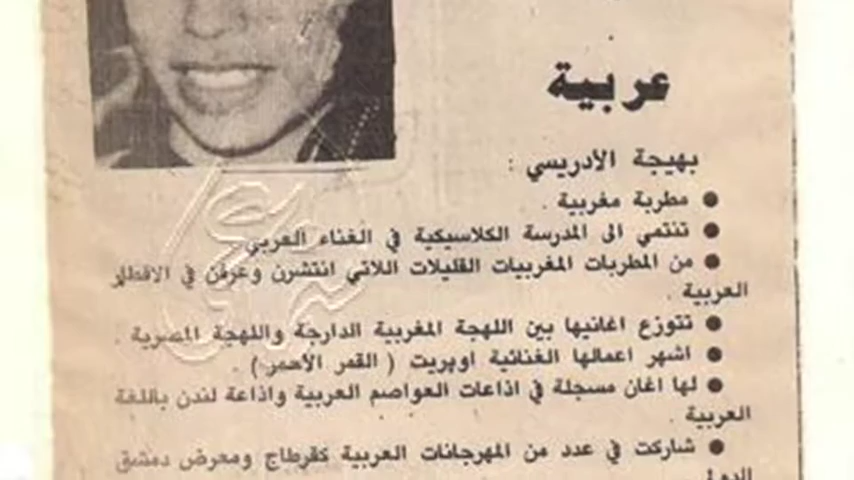 عربية
بهيجة الأدريسي :
● مطربة مغربية .
● تنتمي الى المدرسة الكلاسيكية في الغناء العربي
● من المطربات المغربيات القليلات اللاتي انتشرن وعرفن في الاقطار
العربية .
● تتوزع اغانيها بين اللهجة المغربية الدارجة واللهجة المصرية .
● اشهر اعمالها الغنائية اوبريت ( القمر الأحمر ) .
● لها اغان مسجلة في اذاعات العواصم العربية واذاعة لندن باللغة
العربية .
● شاركت في عدد من المهرجانات العربية كقرطاج ومعرض دمشق